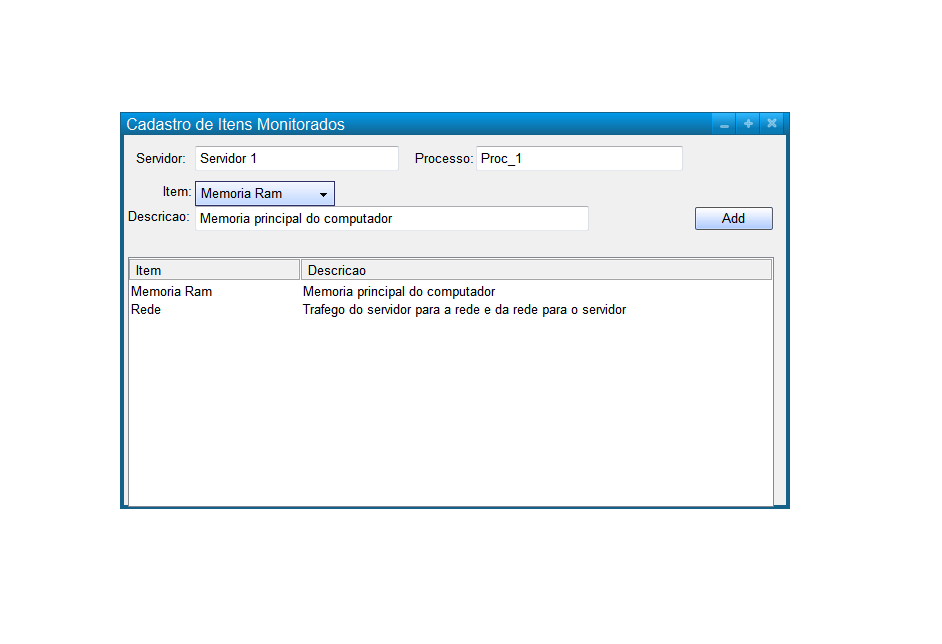 Cadastro de Itens Monitorados
Servidor: Servidor 1 Processo: Proc_1
Item: Memoria Ram
Descricao: Memoria principal do computador Add
Item Descricao
Memoria Ram Memoria principal do computador
Rede Trafego do servidor para a rede e da rede para o servidor